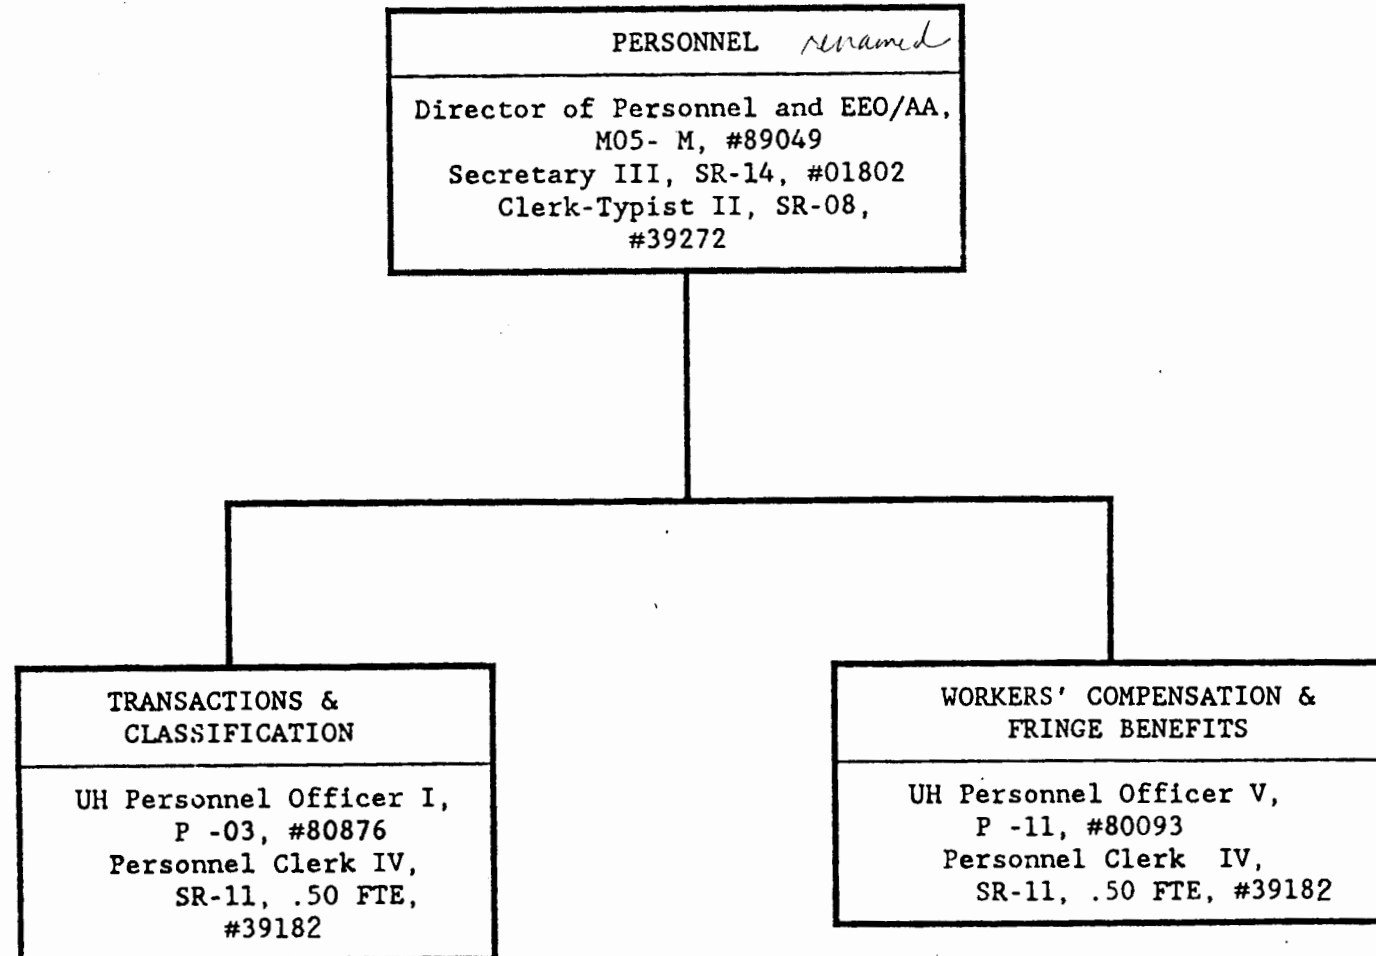 PERSONNEL renamed
Director of Personnel and EEO/AA,
M05- M, #89049
Secretary III, SR-14, #01802
Clerk-Typist II, SR-08,
#39272
TRANSACTIONS &
CLASSIFICATION
UH Personnel Officer I,
P -03, #80876
Personnel Clerk IV,
SR-11, .50 FTE,
#39182
WORKERS' COMPENSATION &
FRINGE BENEFITS
UH Personnel Officer V,
P -11, #80093
Personnel Clerk IV,
SR-11, .50 FTE, #39182